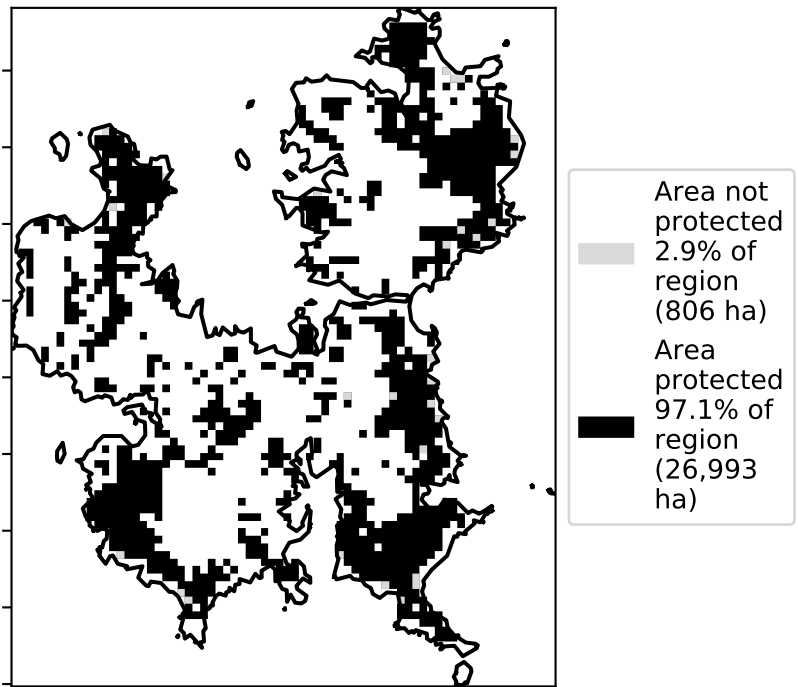 Area not
protected
2.9% of
region
(806 ha)
Area
protected
97.1% of
region
(26,993
ha)